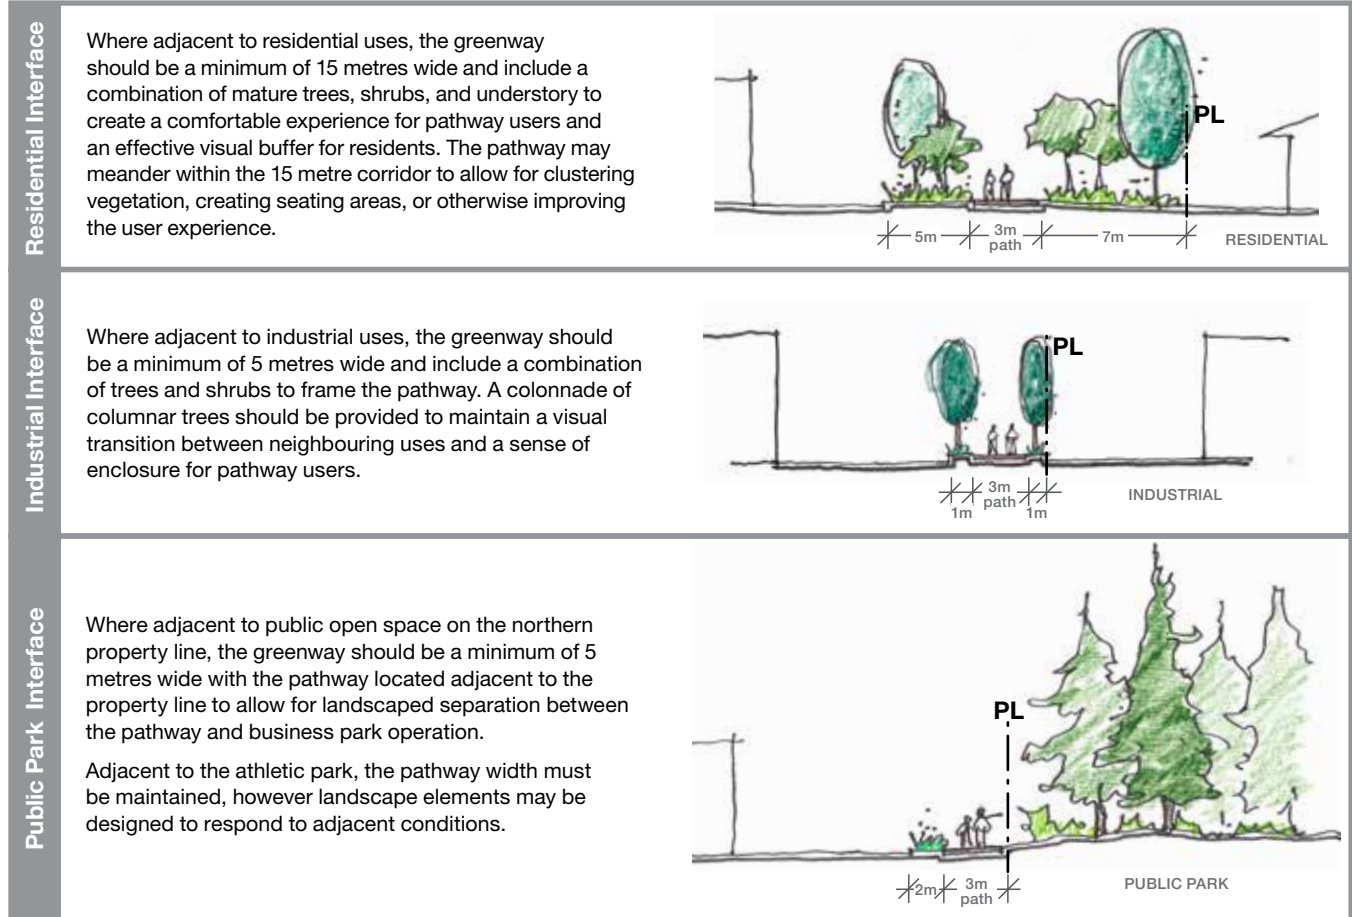 Residential Interface
Where adjacent to residential uses, the greenway
should be a minimum of 15 metres wide and include a
combination of mature trees, shrubs, and understory to
create a comfortable experience for pathway users and
an effective visual buffer for residents. The pathway may
meander within the 15 metre corridor to allow for clustering
vegetation, creating seating areas, or otherwise improving
the user experience.
PL
5m
3m
path
7m
RESIDENTIAL
Industrial Interface
Where adjacent to industrial uses, the greenway should
be a minimum of 5 metres wide and include a combination
of trees and shrubs to frame the pathway. A colonnade of
columnar trees should be provided to maintain a visual
transition between neighbouring uses and a sense of
enclosure for pathway users.
PL
1m
3m
path
1m
INDUSTRIAL
Public Park Interface
Where adjacent to public open space on the northern
property line, the greenway should be a minimum of 5
metres wide with the pathway located adjacent to the
property line to allow for landscaped separation between
the pathway and business park operation.
Adjacent to the athletic park, the pathway width must
be maintained, however landscape elements may be
designed to respond to adjacent conditions.
PL
2m
3m
path
PUBLIC PARK